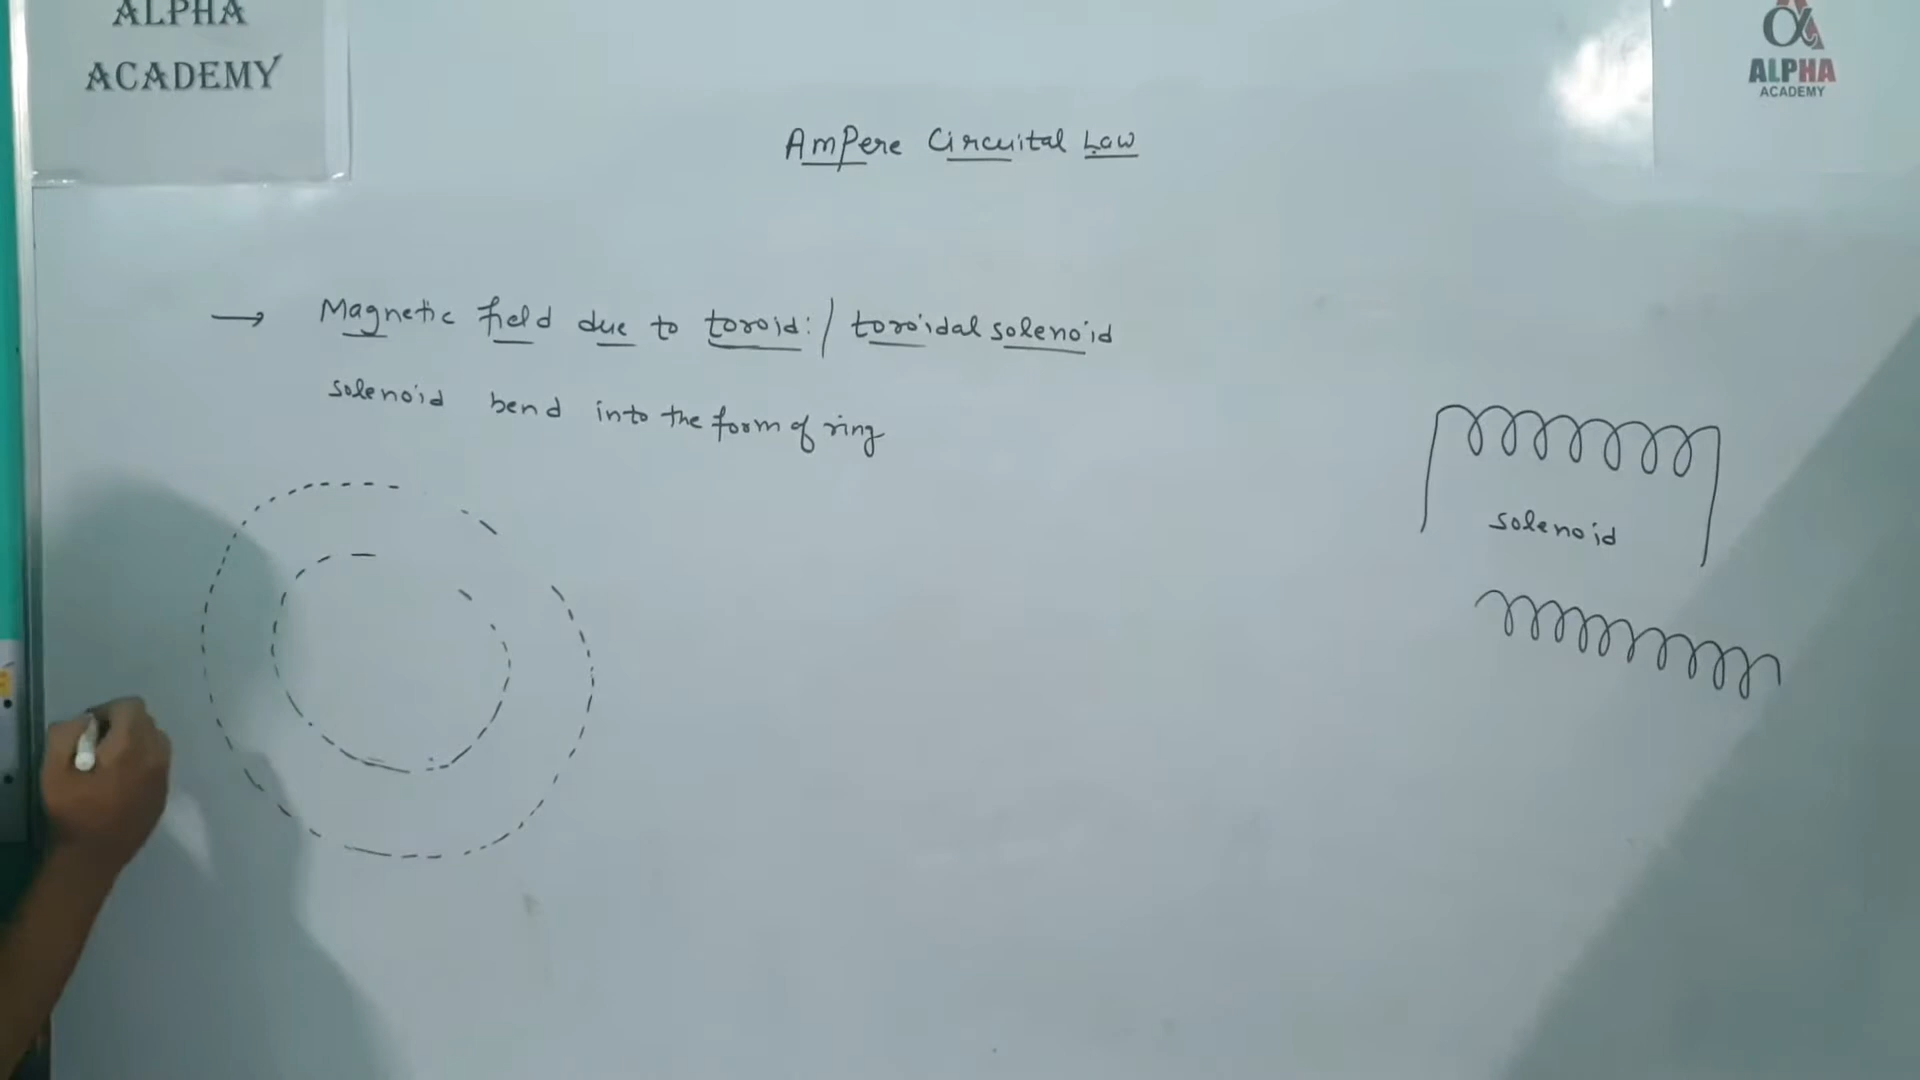 ALPHA
ACADEMY
ALPHA
ACADEMY
Ampere Circuital Law
→ Magnetic field due to toroid: / toroidal solenoid
solenoid bend into the form of ring
solenoid